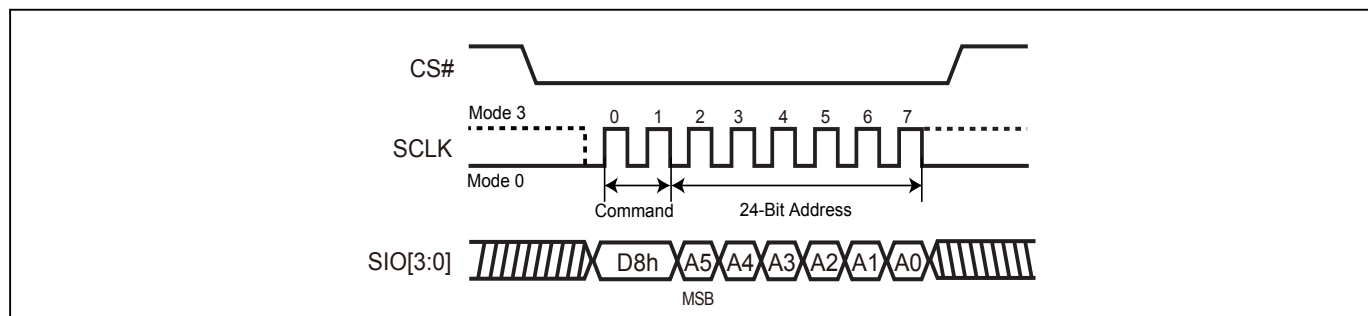 CS#
Mode 3
0 1 2 3 4 5 6 7
SCLK
Mode 0
Command 24-Bit Address
SIO[3:0] D8h A5 A4 A3 A2 A1 A0
MSB